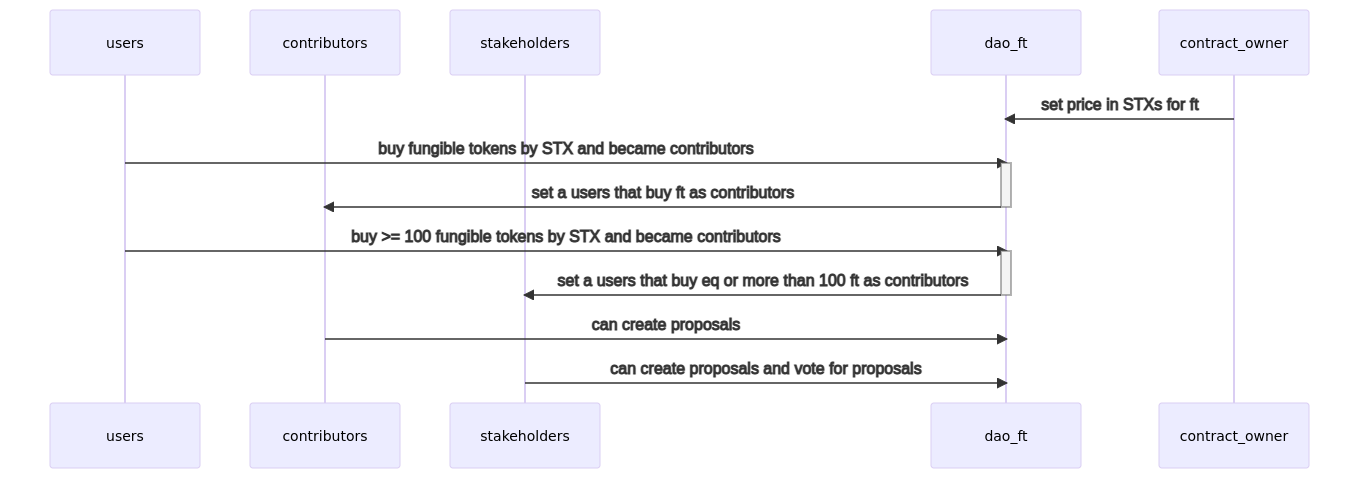 users
contributors
stakeholders
dao_ft
contract_owner
set price in STXs for ft
buy fungible tokens by STX and became contributors
set a users that buy ft as contributors
buy >= 100 fungible tokens by STX and became contributors
set a users that buy eq or more than 100 ft as contributors
can create proposals
can create proposals and vote for proposals
users
contributors
stakeholders
dao_ft
contract_owner